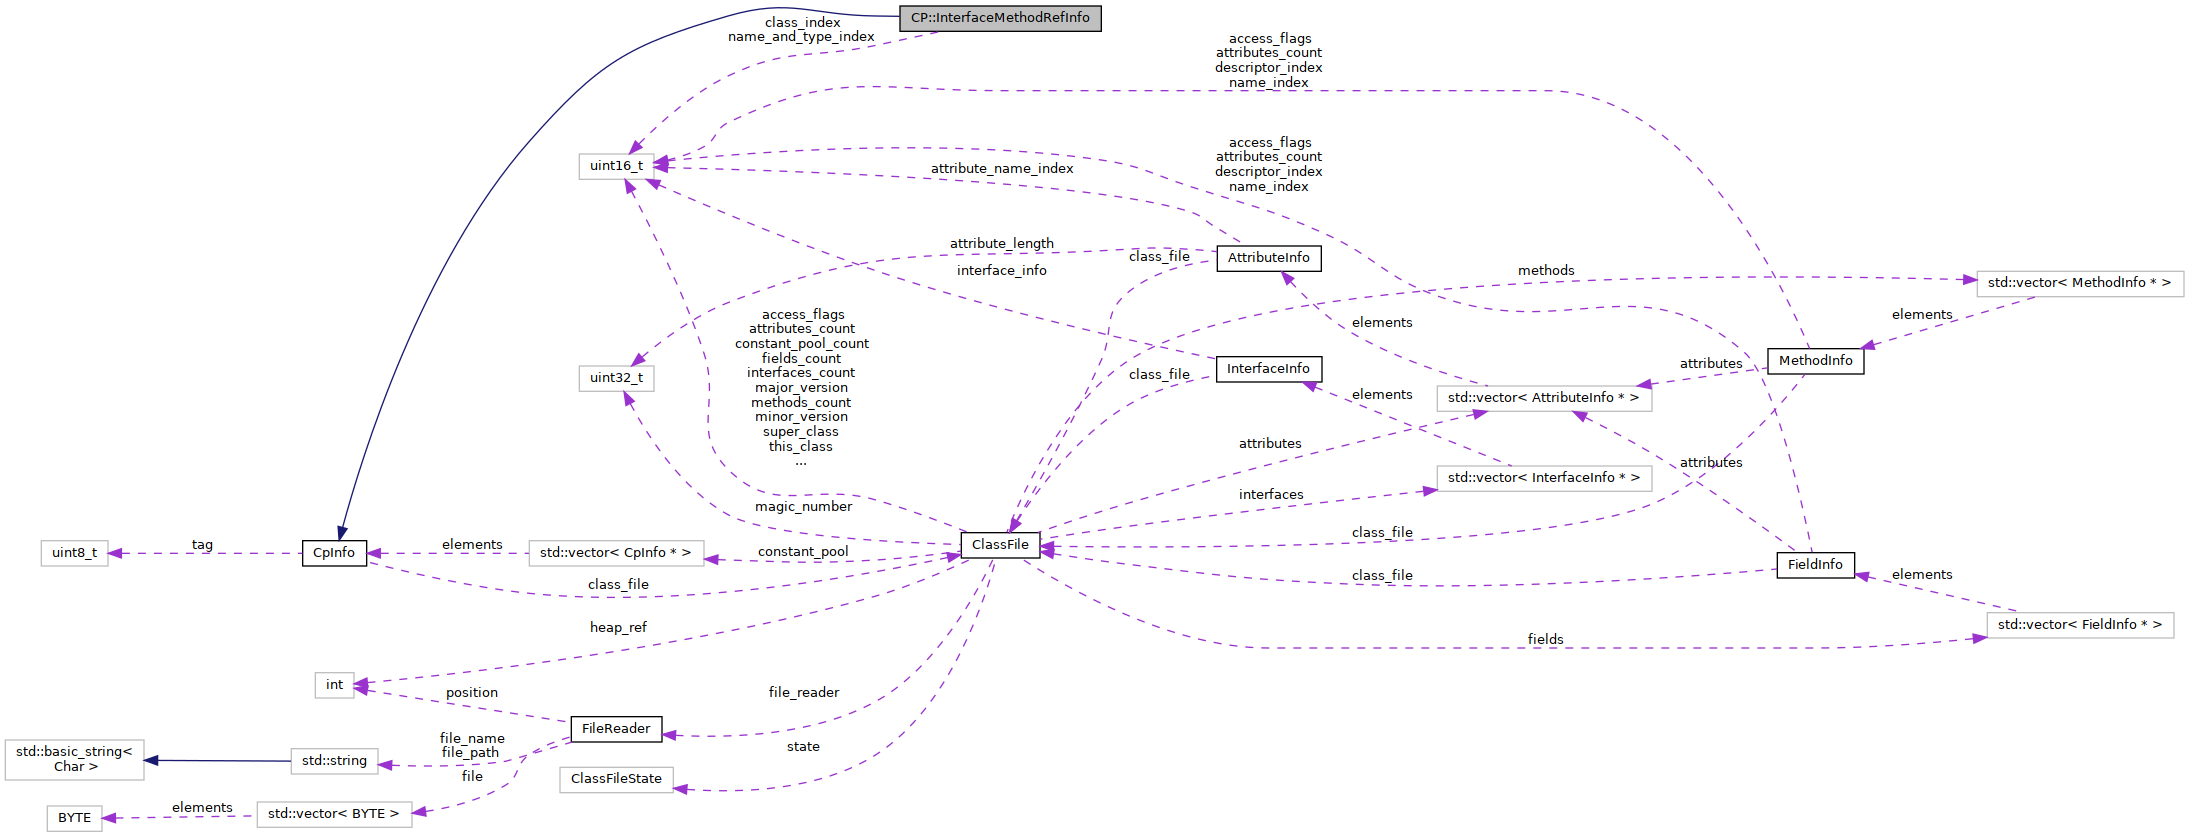 CP::InterfaceMethodRefInfo
class_index
name_and_type_index
access_flags
attributes_count
descriptor_index
name_index
uint16_t
access_flags
attributes_count
descriptor_index
name_index
attribute_name_index
attribute_length
interface_info
class_file
AttributeInfo
methods
std::vector< MethodInfo * >
elements
elements
MethodInfo
attributes
access_flags
attributes_count
constant_pool_count
fields_count
interfaces_count
major_version
methods_count
minor_version
super_class
this_class
...
uint32_t
class_file
InterfaceInfo
elements
std::vector< AttributeInfo * >
attributes
attributes
std::vector< InterfaceInfo * >
interfaces
magic_number
class_file
ClassFile
uint8_t
tag
CpInfo
elements
std::vector< CpInfo * >
constant_pool
class_file
class_file
FieldInfo
elements
std::vector< FieldInfo * >
fields
heap_ref
int
position
file_reader
FileReader
state
std::basic_string<
Char >
std::string
file_name
file_path
file
ClassFileState
BYTE
elements
std::vector< BYTE >